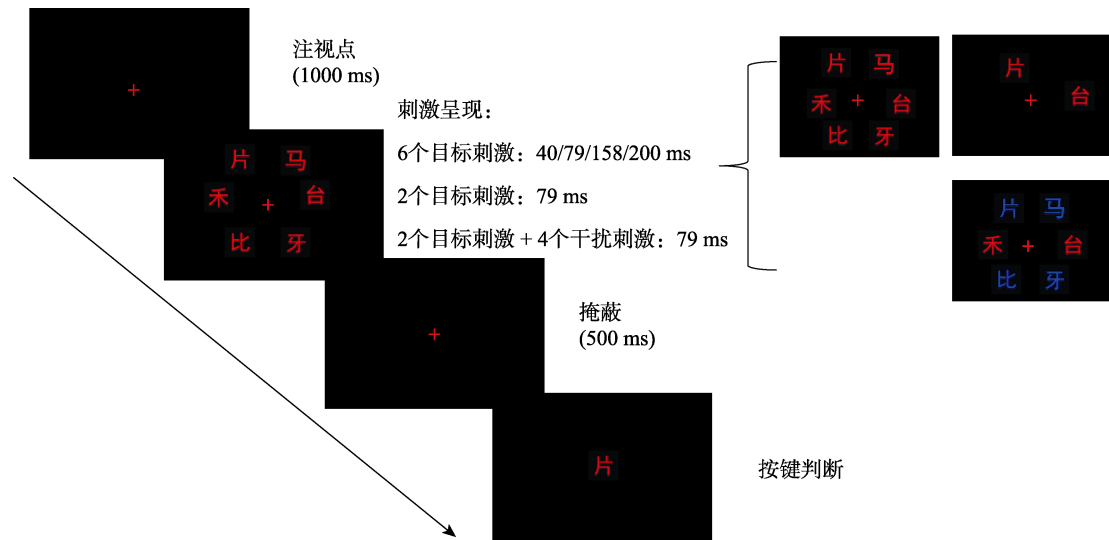 +
注视点
(1000 ms)
片 马
禾 + 台
比 牙
刺激呈现:
6个目标刺激: 40/79/158/200 ms
2个目标刺激: 79 ms
2个目标刺激 + 4个干扰刺激: 79 ms
片 马
禾 + 台
比 牙
片
+ 台
片 马
禾 + 台
比 牙
+
掩蔽
(500 ms)
片
按键判断